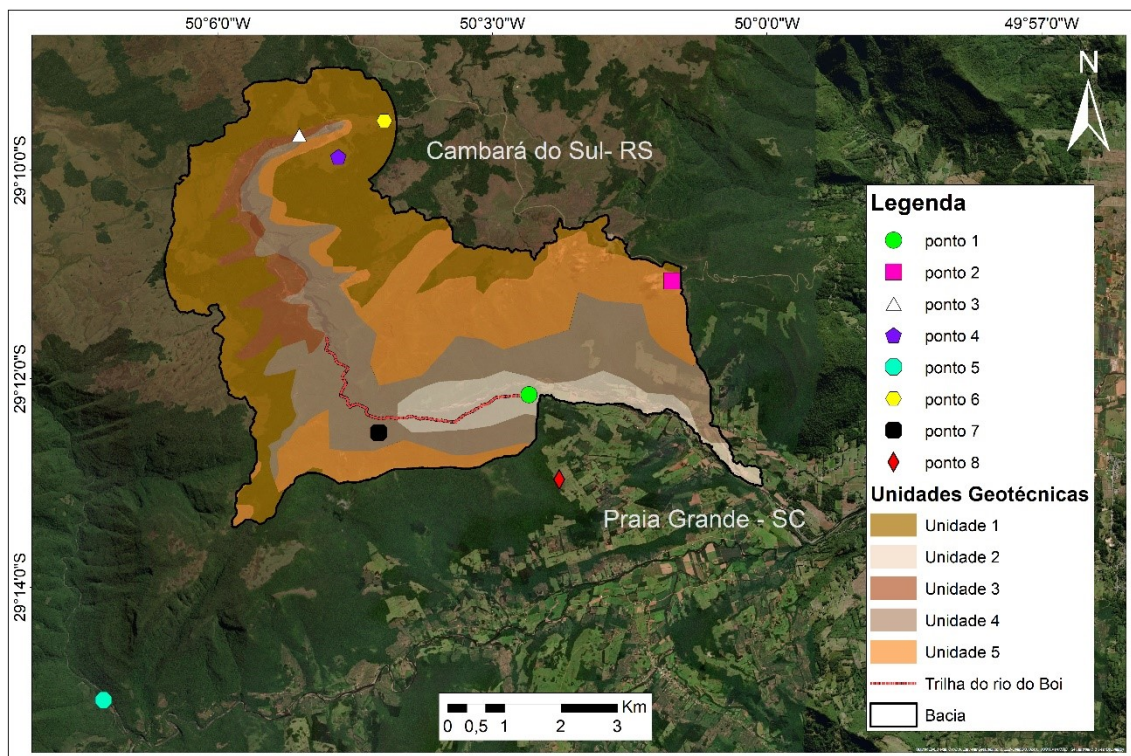 50°6'0"W 50°3'0"W 50°0'0"W 49°57'0"W
N
Cambará do Sul- RS
29°10'0"S
29°12'0"S
29°14'0"S
Praia Grande - SC
Legenda
ponto 1
ponto 2
ponto 3
ponto 4
ponto 5
ponto 6
ponto 7
ponto 8
Unidades Geotécnicas
Unidade 1
Unidade 2
Unidade 3
Unidade 4
Unidade 5
Trilha do rio do Boi
Bacia
Km
0 0,5 1 2 3